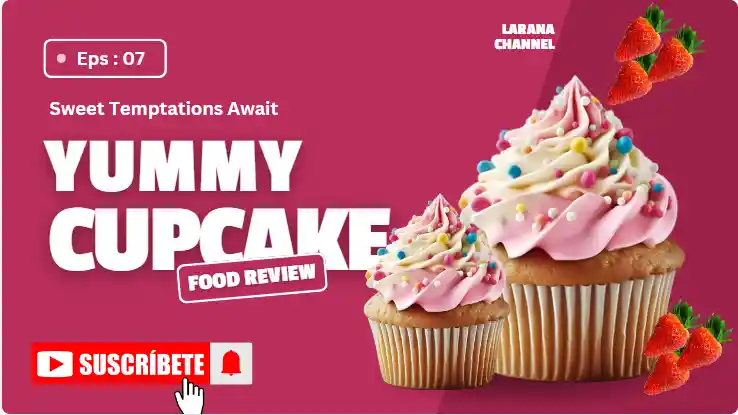 Eps : 07
LARANA
CHANNEL
Sweet Temptations Await
YUMMY
CUPCAKE
FOOD REVIEW
SUSCRÍBETE